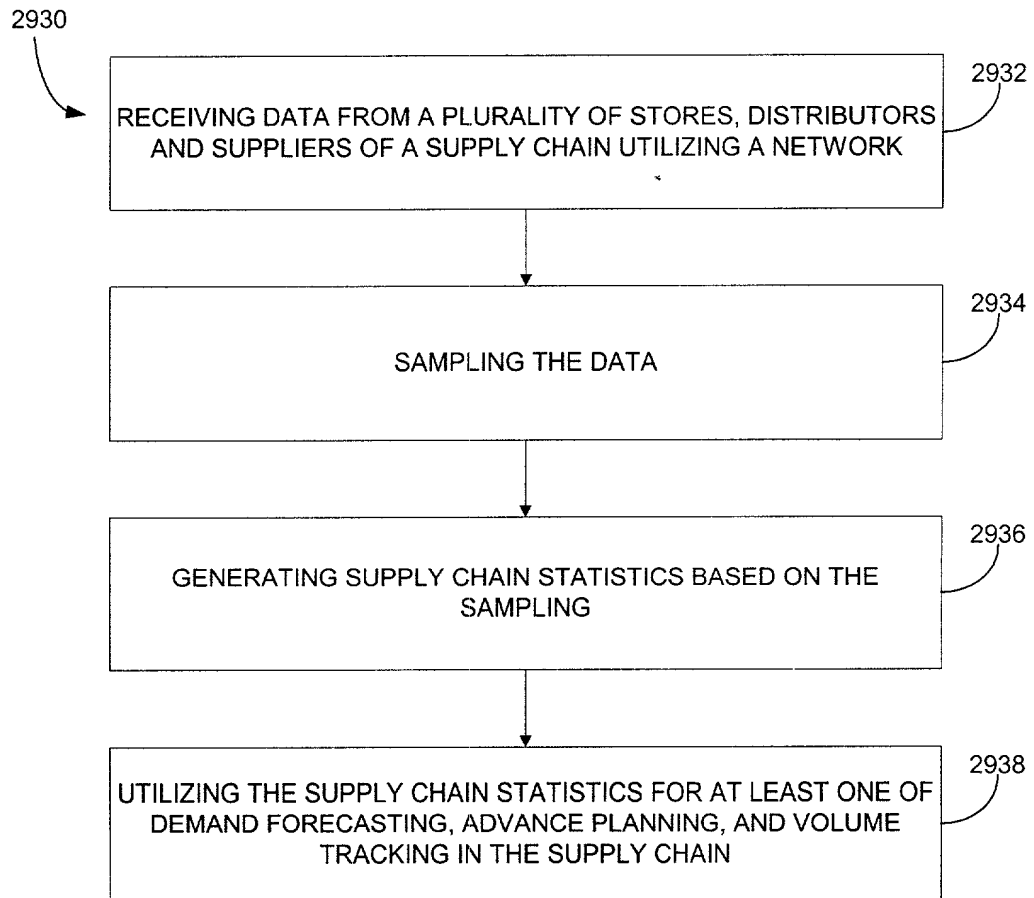 2930
2932
RECEIVING DATA FROM A PLURALITY OF STORES, DISTRIBUTORS
AND SUPPLIERS OF A SUPPLY CHAIN UTILIZING A NETWORK
2934
SAMPLING THE DATA
2936
GENERATING SUPPLY CHAIN STATISTICS BASED ON THE
SAMPLING
2938
UTILIZING THE SUPPLY CHAIN STATISTICS FOR AT LEAST ONE OF
DEMAND FORECASTING, ADVANCE PLANNING, AND VOLUME
TRACKING IN THE SUPPLY CHAIN